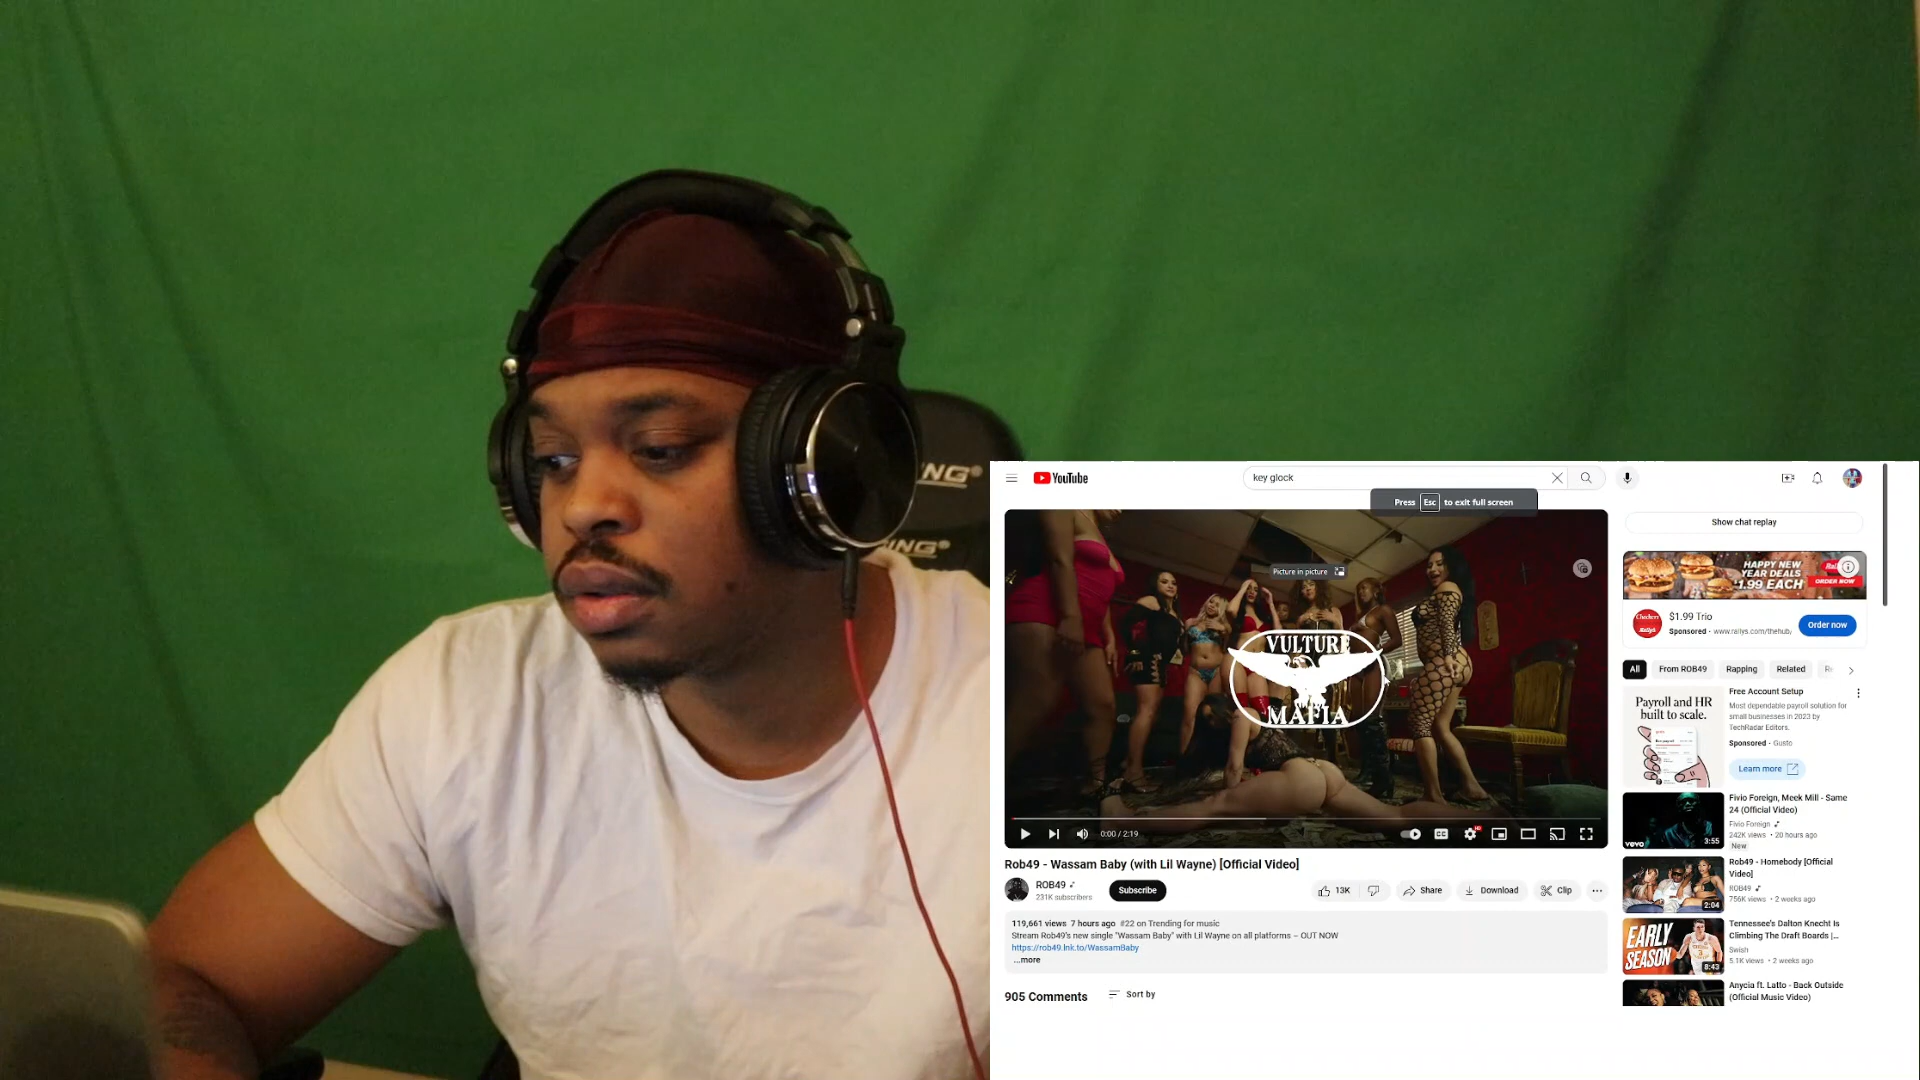 NG®
ING®
YouTube
key glock
Press Esc to exit full screen
Picture in picture
VULTURE
MAFIA
0:00 / 2:19
Rob49 - Wassam Baby (with Lil Wayne) [Official Video]
ROB49
231K subscribers
Subscribe
13K
Share
Download
Clip
119,661 views 7 hours ago #22 on Trending for music
Stream Rob49's new single "Wassam Baby" with Lil Wayne on all platforms – OUT NOW
https://rob49.lnk.to/WassamBaby
...more
905 Comments
Sort by
Show chat replay
HAPPY NEW
YEAR DEALS
$1.99 EACH
ORDER NOW
$1.99 Trio
Sponsored · www.rallys.com/thehub/
Order now
All
From ROB49
Rapping
Related
Payroll and HR
built to scale.
Free Account Setup
Most dependable payroll solution for
small businesses in 2023 by
TechRadar Editors.
Sponsored · Gusto
Learn more
vevo
3:55
Fivio Foreign, Meek Mill - Same
24 (Official Video)
Fivio Foreign
242K views • 20 hours ago
New
2:04
Rob49 - Homebody [Official
Video]
ROB49
756K views • 2 weeks ago
EARLY
SEASON
8:43
Tennessee's Dalton Knecht Is
Climbing The Draft Boards |...
Swish
5.1K views • 2 weeks ago
Anycia ft. Latto - Back Outside
(Official Music Video)